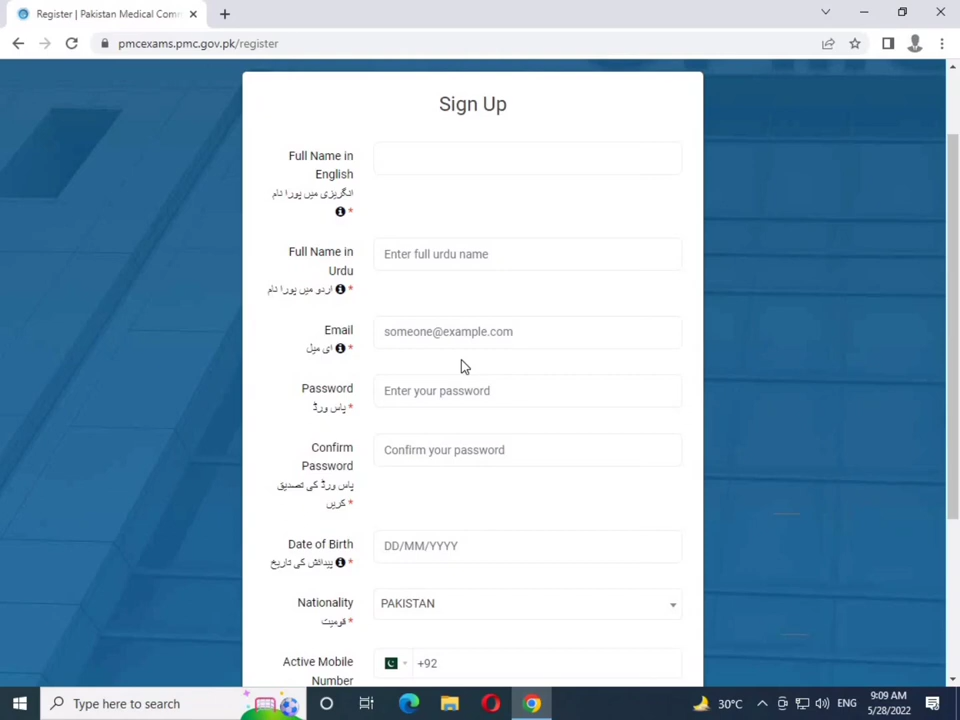 Register | Pakistan Medical Com
pmcexams.pmc.gov.pk/register
Sign Up
Full Name in
English
انگریزی میں پورا نام
*
Full Name in
Urdu
اردو میں پورا نام
*
Enter full urdu name
Email
ای میل
*
someone@example.com
Password
پاس ورڈ
*
Enter your password
Confirm
Password
پاس ورڈ کی تصدیق
کریں
*
Confirm your password
Date of Birth
پیدائش کی تاریخ
*
DD/MM/YYYY
Nationality
قومیت
*
PAKISTAN
Active Mobile
Number
+92
Type here to search
30°C
ENG
9:09 AM
5/28/2022